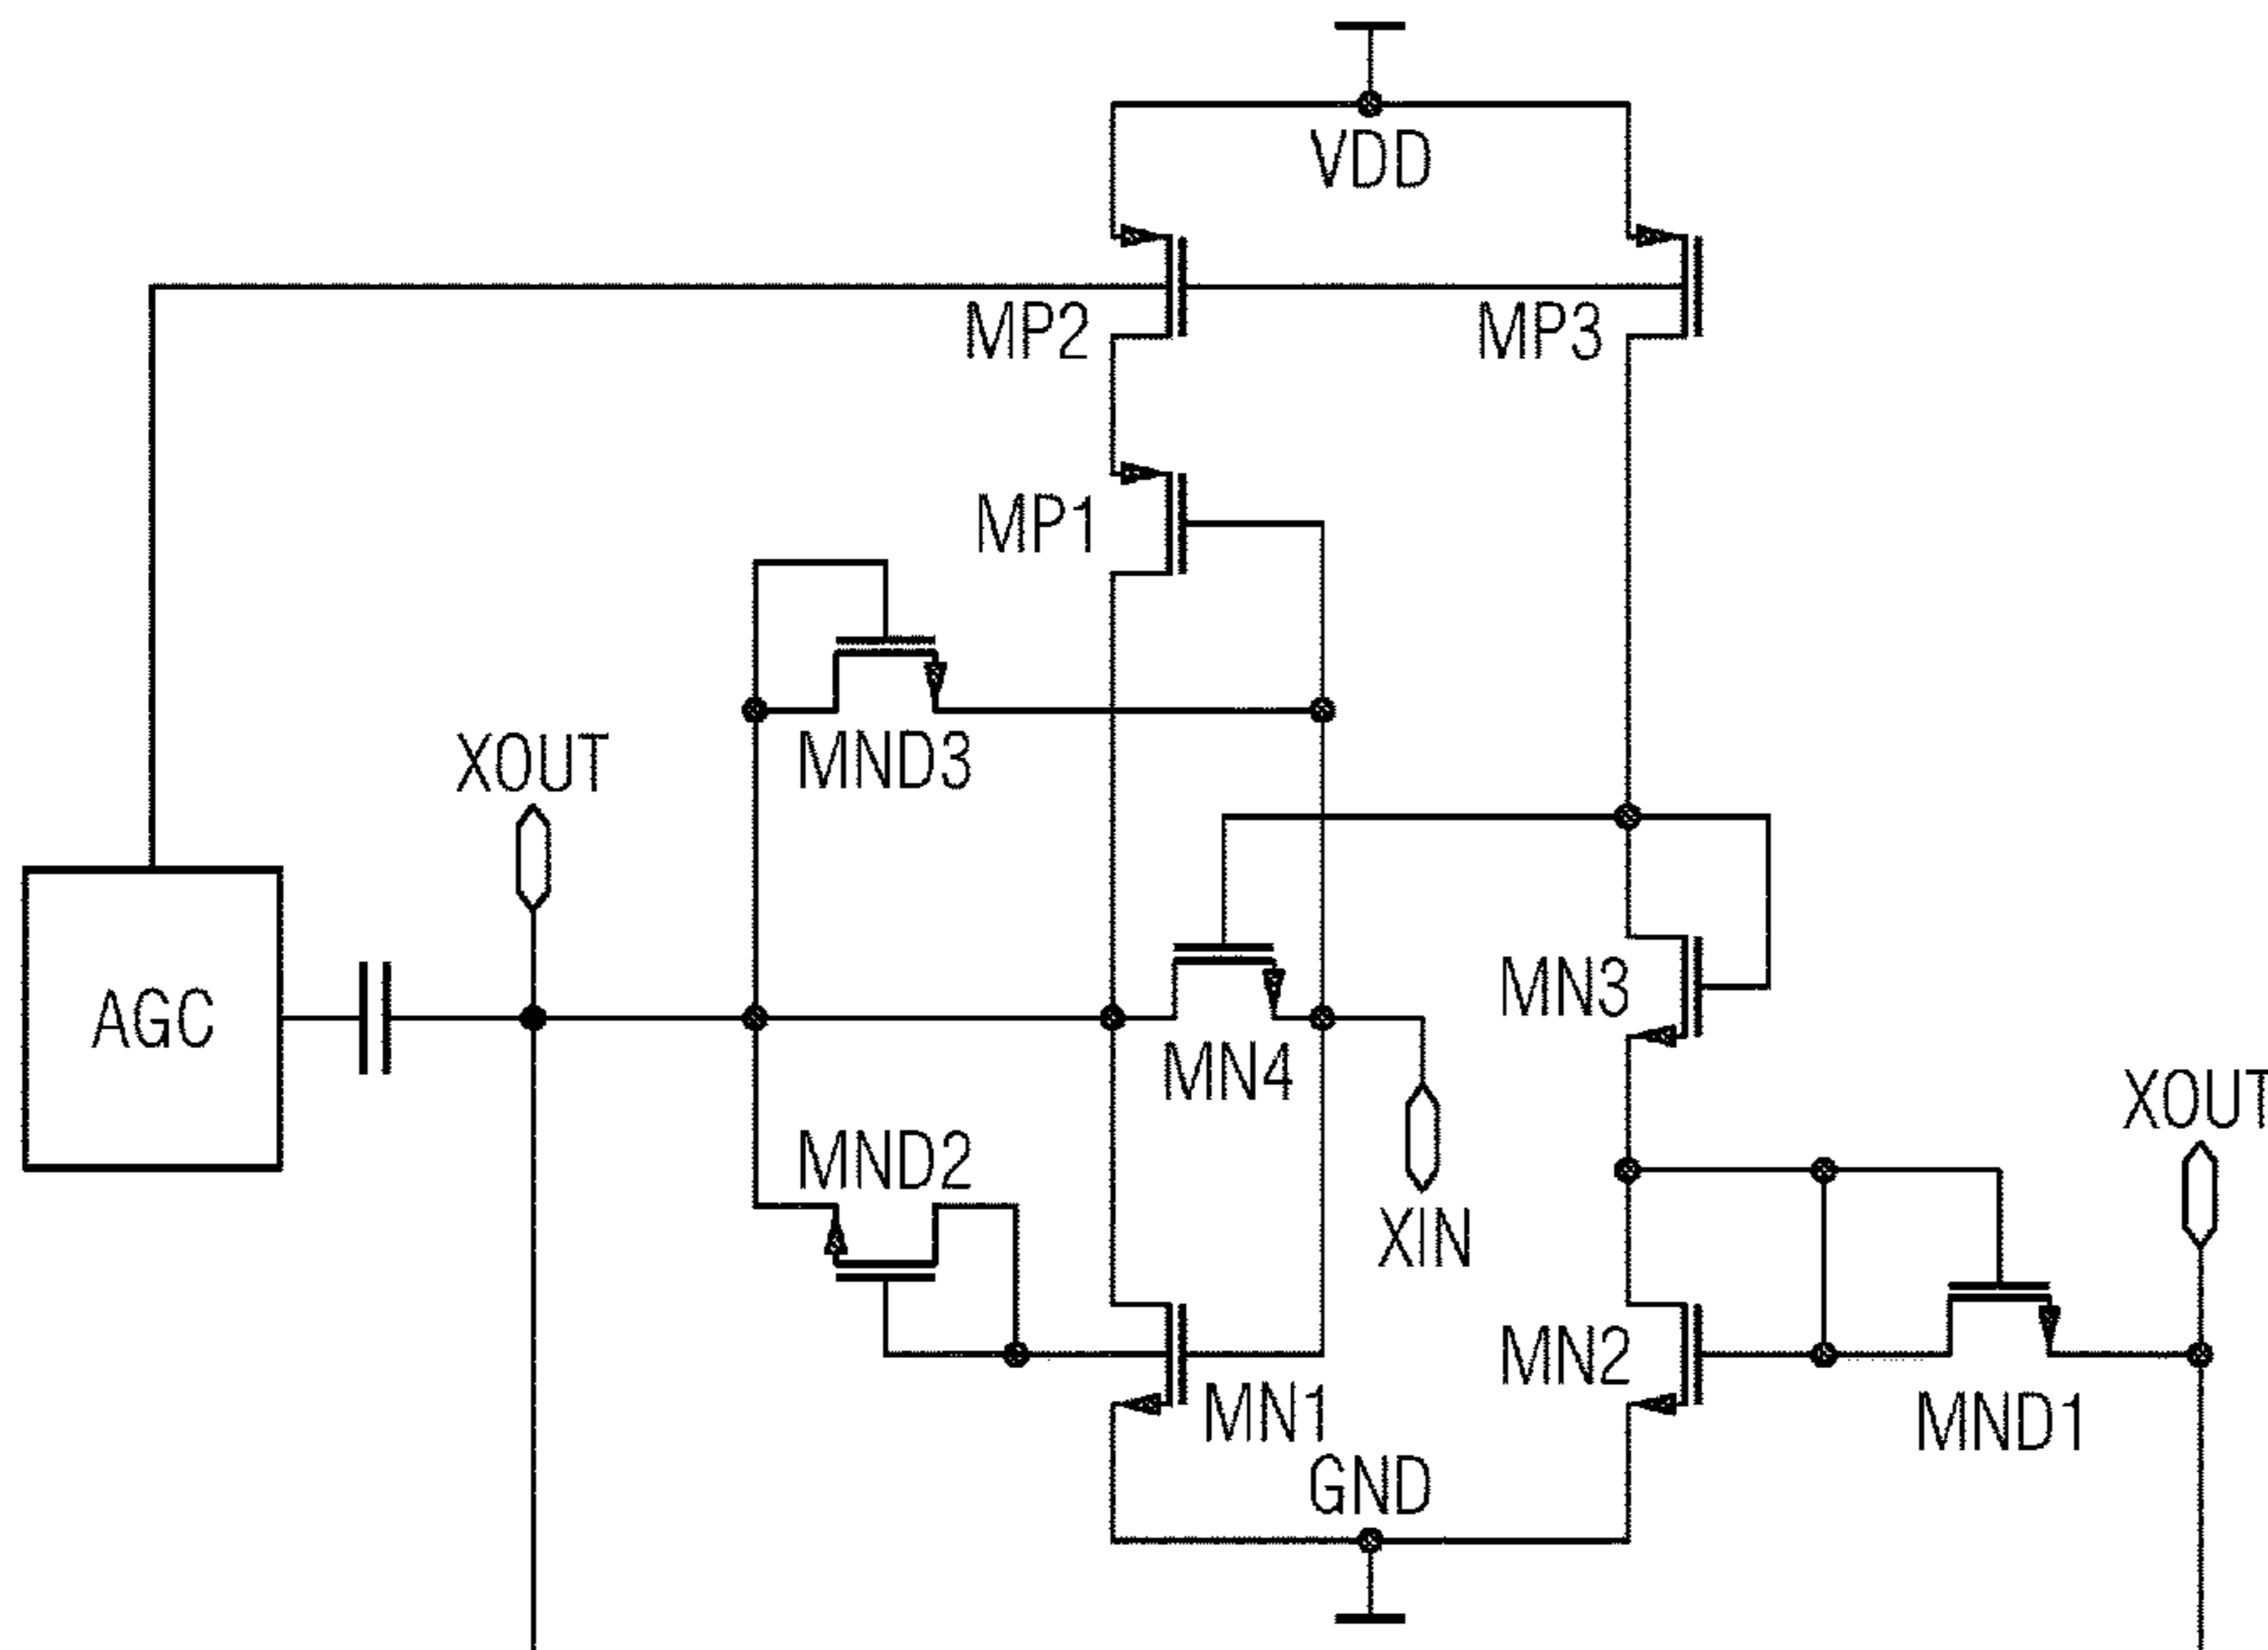 VDD
MP2
MP3
MP1
XOUT
MND3
AGC
MN3
MN4
XOUT
MND2
XIN
MN2
MN1
MND1
GND